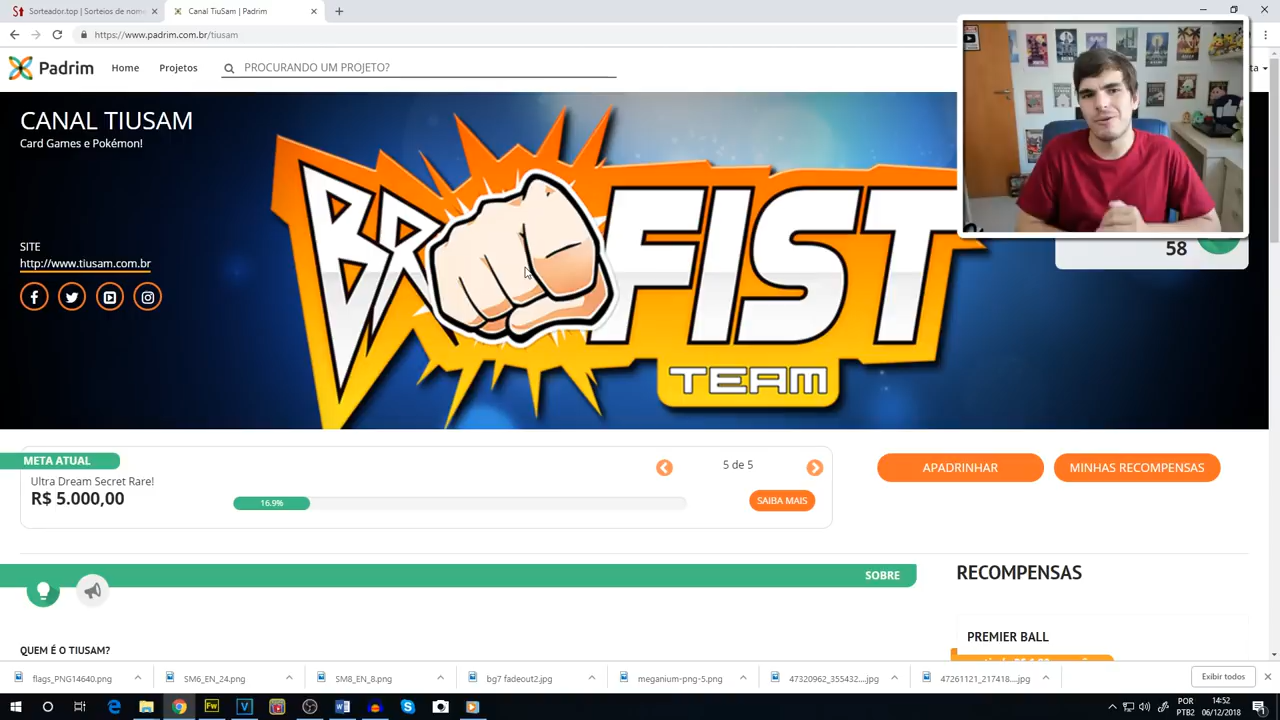 Sorteador.top | Sorteios de nome
Canal TiuSam | Padrim
https://www.padrim.com.br/tiusam
Padrim
Home
Projetos
PROCURANDO UM PROJETO?
CANAL TIUSAM
Card Games e Pokémon!
SITE
http://www.tiusam.com.br
BR FIST
TEAM
58
META ATUAL
Ultra Dream Secret Rare!
R$ 5.000,00
16.9%
5 de 5
SAIBA MAIS
APADRINHAR
MINHAS RECOMPENSAS
SOBRE
RECOMPENSAS
PREMIER BALL
QUEM É O TIUSAM?
flags_PNG14640.png
SM6_EN_24.png
SM8_EN_8.png
bg7 fadeout2.jpg
meganium-png-5.png
47320962_355432....jpg
47261121_217418....jpg
Exibir todos
POR
PTB2
14:52
06/12/2018